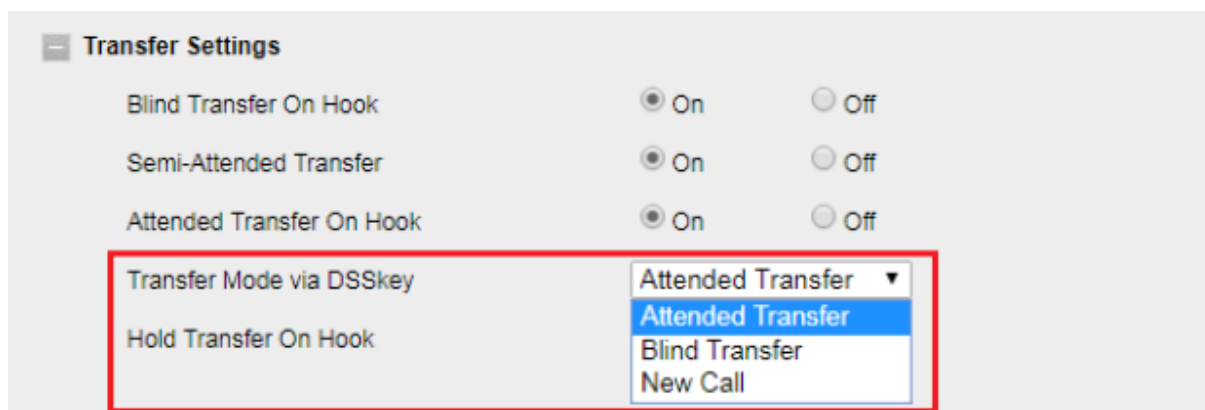 Transfer Settings
Blind Transfer On Hook On Off
Semi-Attended Transfer On Off
Attended Transfer On Hook On Off
Transfer Mode via DSSkey Attended Transfer
Attended Transfer
Hold Transfer On Hook
Blind Transfer
New Call